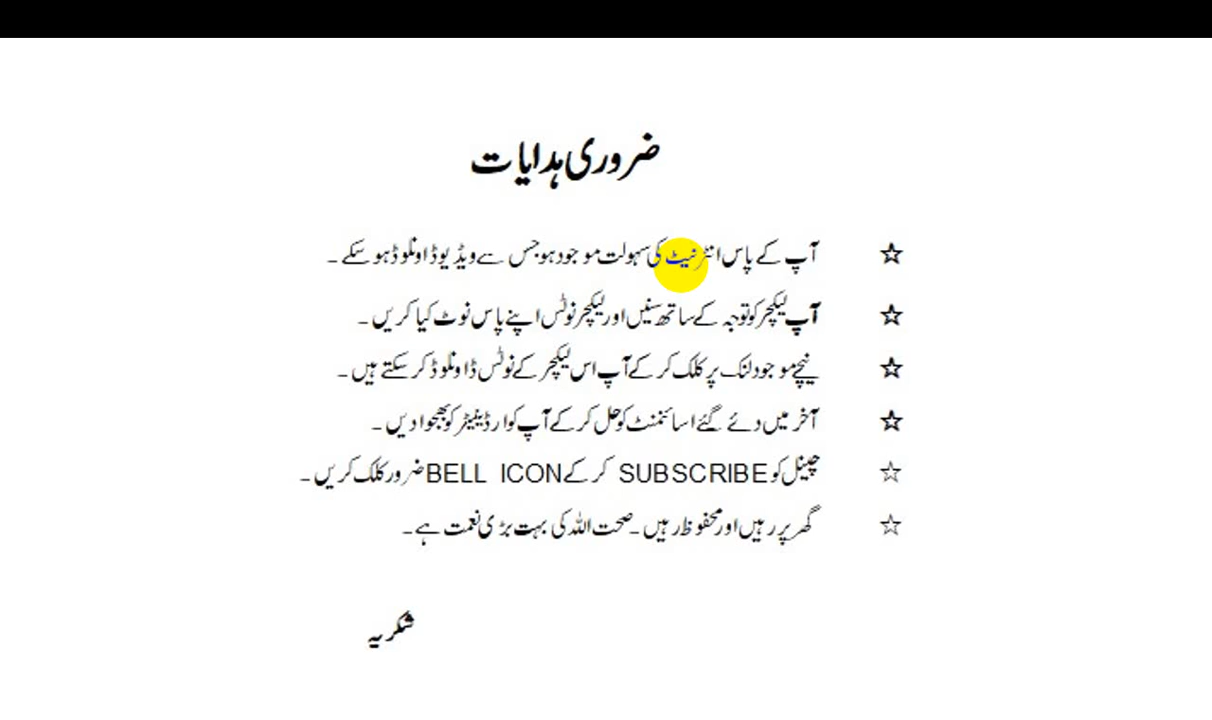 ضروری ہدایات
☆ آپ کے پاس انٹرنیٹ کی سہولت موجود ہو جس سے ویڈیو ڈاونلوڈ ہو سکے ۔
☆ آپ لیکچر کو توجہ کے ساتھ سنیں اور لیکچر نوٹس اپنے پاس نوٹ کیا کریں ۔
☆ نیچے موجود لنک پر کلک کر کے آپ اس لیکچر کے نوٹس ڈاونلوڈ کر سکتے ہیں ۔
☆ آخر میں دئے گئے اسائنمنٹ کو حل کر کے آپ کوارڈینیٹر کو بھجوا دیں ۔
☆ چینل کو SUBSCRIBE کر کے BELL ICON ضرور کلک کریں ۔
☆ گھر پر رہیں اور محفوظ رہیں ۔ صحت اللہ کی بہت بڑی نعمت ہے ۔
شکریہ